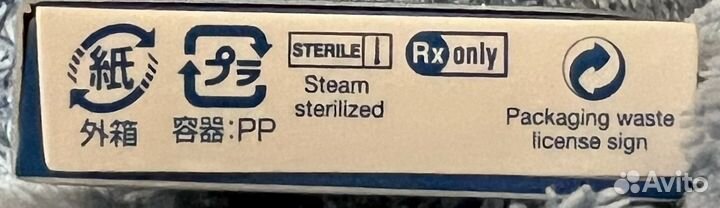 紙
外箱
プラ
容器:PP
STERILE
Steam
sterilized
Rx only
Packaging waste
license sign
Avito